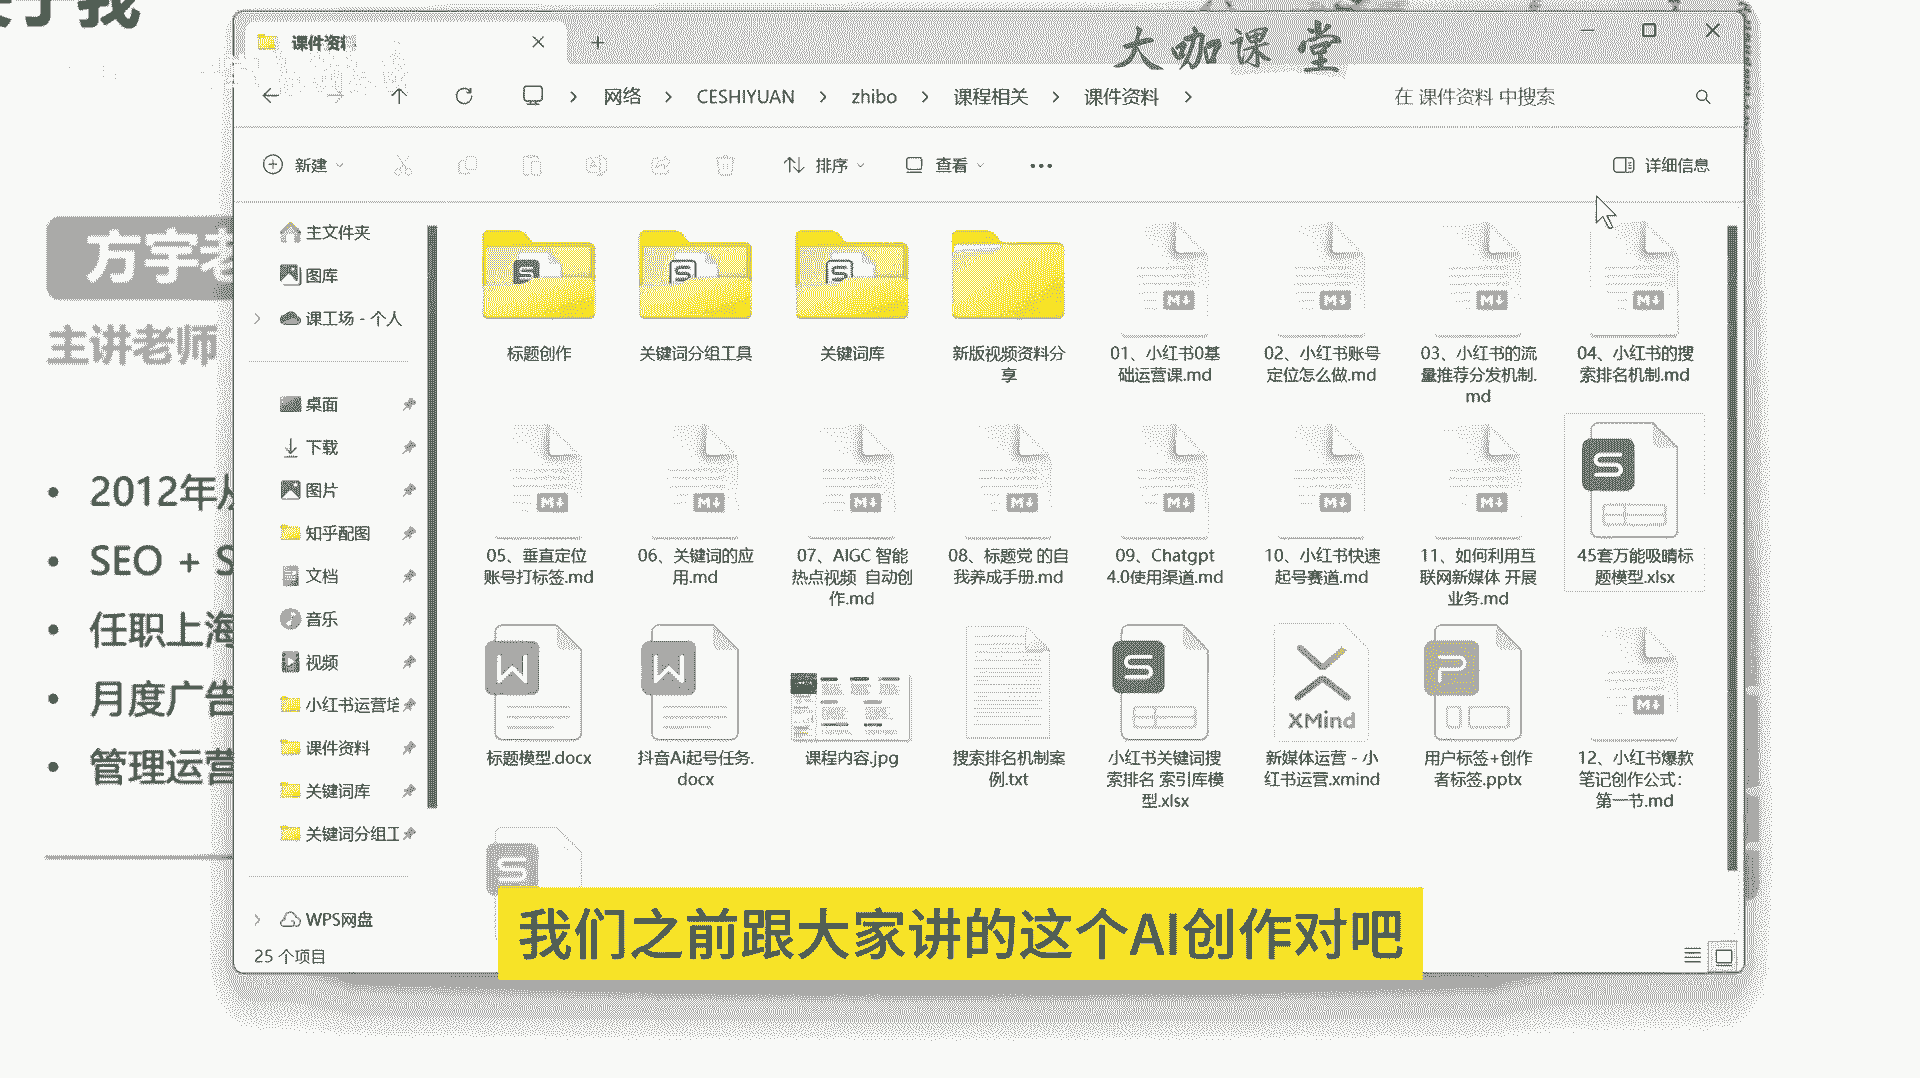 关于我
课件资料
大咖课堂
网络 > CESHIYUAN > zhibo > 课程相关 > 课件资料 >
在 课件资料 中搜索
新建
排序
查看
详细信息
方宇老
主讲老师
2012年从
SEO + S
任职上海
月度广告
管理运营
主文件夹
图库
课工场 - 个人
桌面
下载
图片
知乎配图
文档
音乐
视频
小红书运营培
课件资料
关键词库
关键词分组工
WPS网盘
25 个项目
标题创作
关键词分组工具
关键词库
新版视频资料分
享
01、小红书0基
础运营课.md
02、小红书账号
定位怎么做.md
03、小红书的流
量推荐分发机制.
md
04、小红书的搜
索排名机制.md
05、垂直定位
账号打标签.md
06、关键词的应
用.md
07、AIGC 智能
热点视频 自动创
作.md
08、标题党 的自
我养成手册.md
09、Chatgpt
4.0使用渠道.md
10、小红书快速
起号赛道.md
11、如何利用互
联网新媒体 开展
业务.md
45套万能吸睛标
题模型.xlsx
标题模型.docx
抖音Ai起号任务.
docx
课程内容.jpg
搜索排名机制案
例.txt
小红书关键词搜
索排名 索引库模
型.xlsx
XMind
新媒体运营 - 小
红书运营.xmind
用户标签+创作
者标签.pptx
12、小红书爆款
笔记创作公式：
第一节.md
我们之前跟大家讲的这个AI创作对吧